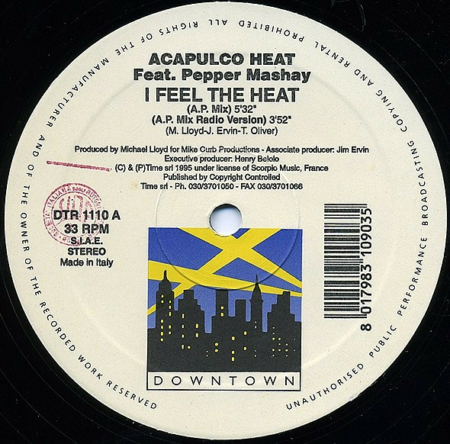 ACAPULCO HEAT
Feat. Pepper Mashay
I FEEL THE HEAT
(A.P. Mix) 5'32"
(A.P. Mix Radio Version) 3'52"
(M. Lloyd-J. Ervin-T. Oliver)
Produced by Michael Lloyd for Mike Curb Productions - Associate producer: Jim Ervin
Executive producer: Henry Belolo
(C) & (P)Time srl 1995 under license of Scorpio Music, France
Published by Copyright Controlled
Time srl - Ph. 030/3701050 - FAX 030/3701066
DTR 1110 A
33 RPM
S.I.A.E.
STEREO
Made in Italy
8 017983 109035
DOWNTOWN
ALL RIGHTS OF THE MANUFACTURER AND OF THE OWNER OF THE RECORDED WORK RESERVED
UNAUTHORISED PUBLIC PERFORMANCE BROADCASTING COPYING AND RENTAL PROHIBITED